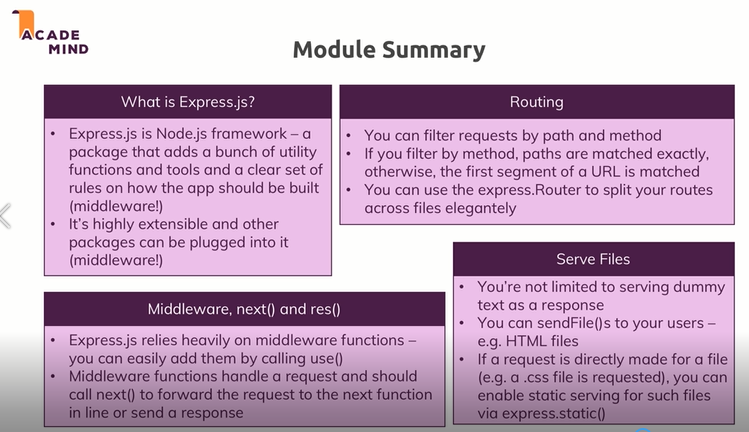 ACADE
MIND
Module Summary
What is Express.js?
• Express.js is Node.js framework – a
package that adds a bunch of utility
functions and tools and a clear set of
rules on how the app should be built
(middleware!)
• It's highly extensible and other
packages can be plugged into it
(middleware!)
Routing
• You can filter requests by path and method
• If you filter by method, paths are matched exactly,
otherwise, the first segment of a URL is matched
• You can use the express.Router to split your routes
across files elegantely
Middleware, next() and res()
• Express.js relies heavily on middleware functions –
you can easily add them by calling use()
• Middleware functions handle a request and should
call next() to forward the request to the next function
in line or send a response
Serve Files
• You're not limited to serving dummy
text as a response
• You can sendFile()s to your users –
e.g. HTML files
• If a request is directly made for a file
(e.g. a .css file is requested), you can
enable static serving for such files
via express.static()